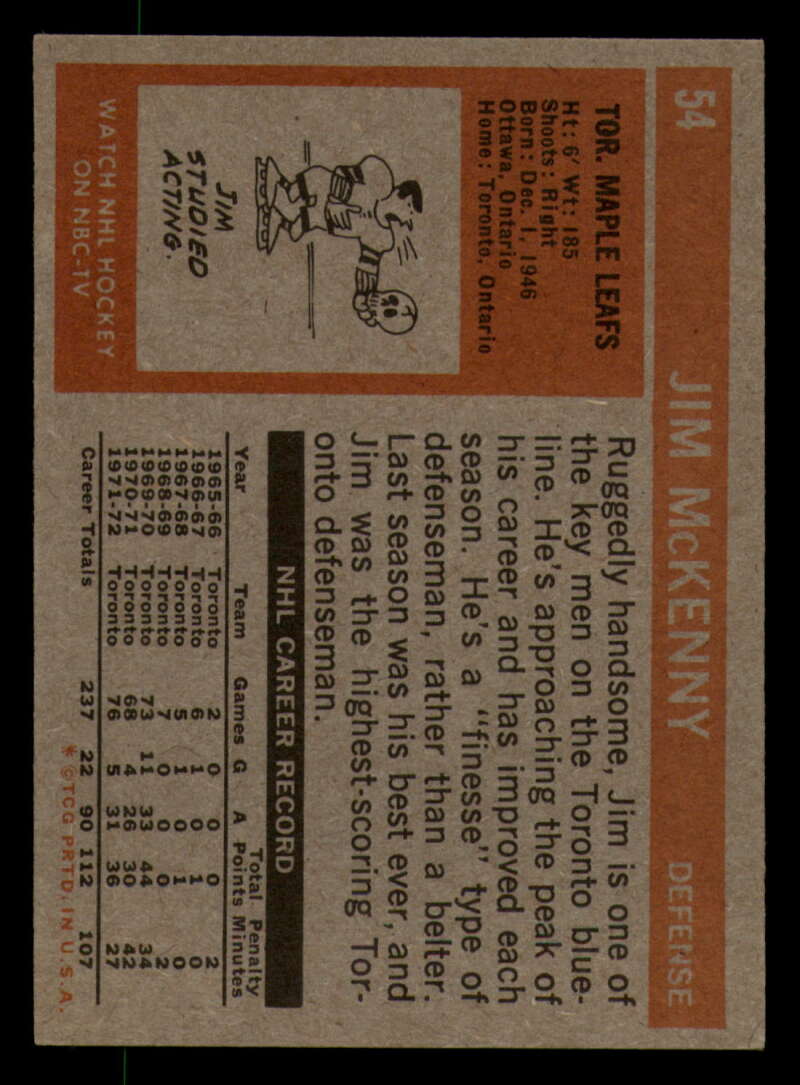 54 JIM McKENNY DEFENSE
TOR. MAPLE LEAFS
Ht: 6' Wt: 185
Shoots: Right
Born: Dec. 1, 1946
Ottawa, Ontario
Home: Toronto, Ontario
JIM
STUDIED
ACTING.
WATCH NHL HOCKEY
ON NBC-TV
Ruggedly handsome, Jim is one of
the key men on the Toronto blue-
line. He's approaching the peak of
his career and has improved each
season. He's a "finesse" type of
defenseman, rather than a belter.
Last season was his best ever, and
Jim was the highest-scoring Tor-
onto defenseman.
NHL CAREER RECORD
Total Penalty
Year Team Games G A Points Minutes
1965-66 Toronto 2 0 0 0 2
1966-67 Toronto 6 1 0 1 0
1967-68 Toronto 5 1 0 1 0
1968-69 Toronto 7 0 0 0 2
1969-70 Toronto 73 11 33 44 34
1970-71 Toronto 68 4 26 30 42
1971-72 Toronto 76 5 31 36 27
Career Totals 237 22 90 112 107
* ©TCG PRTD. IN U.S.A.